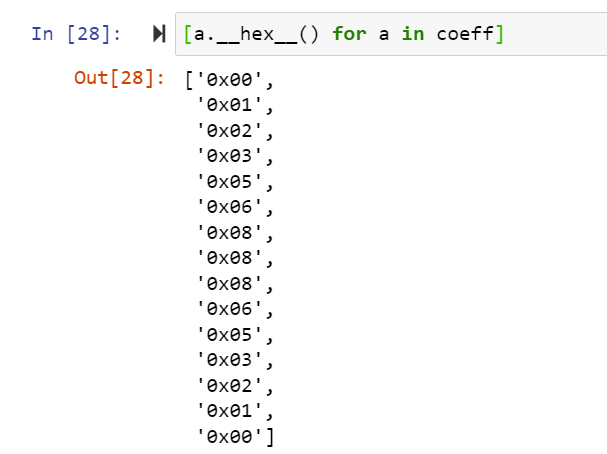 In [28]: [a.__hex__() for a in coeff]
Out[28]: ['0x00',
'0x01',
'0x02',
'0x03',
'0x05',
'0x06',
'0x08',
'0x08',
'0x08',
'0x06',
'0x05',
'0x03',
'0x02',
'0x01',
'0x00']